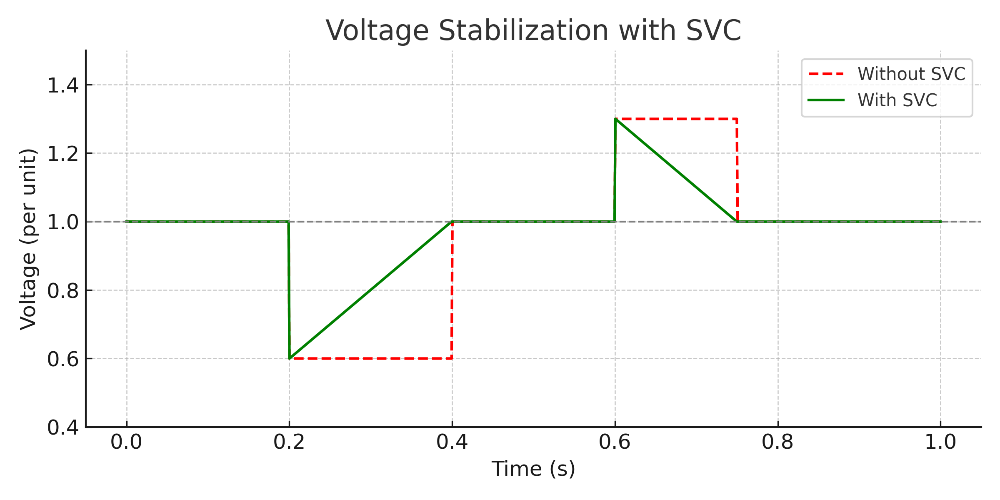 Voltage Stabilization with SVC
Without SVC
With SVC
Voltage (per unit)
1.4
1.2
1.0
0.8
0.6
0.4
0.0 0.2 0.4 0.6 0.8 1.0
Time (s)